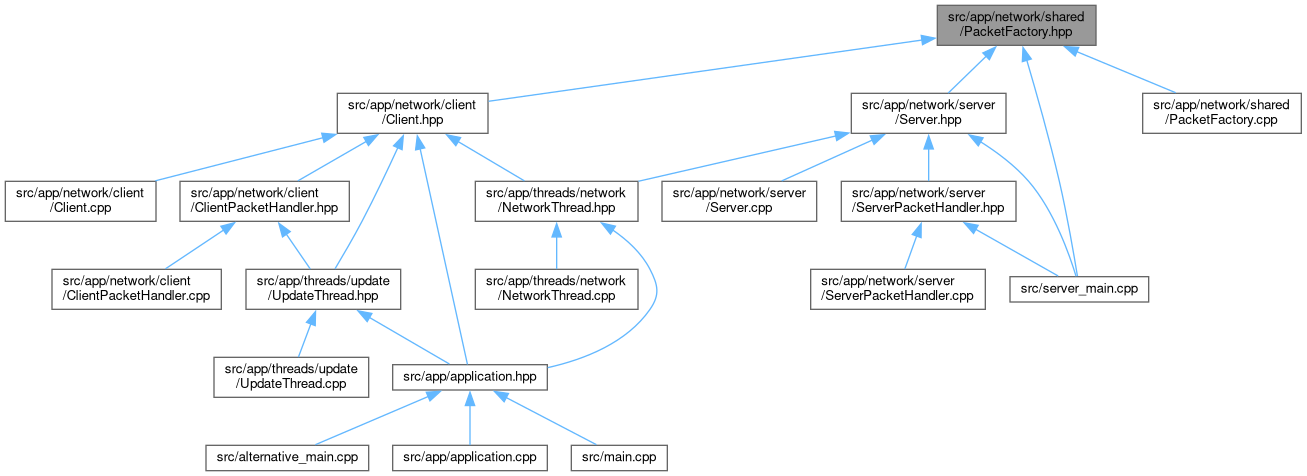 src/app/network/shared
/PacketFactory.hpp
src/app/network/client
/Client.hpp
src/app/network/server
/Server.hpp
src/app/network/shared
/PacketFactory.cpp
src/app/network/client
/Client.cpp
src/app/network/client
/ClientPacketHandler.hpp
src/app/threads/network
/NetworkThread.hpp
src/app/network/server
/Server.cpp
src/app/network/server
/ServerPacketHandler.hpp
src/app/network/client
/ClientPacketHandler.cpp
src/app/threads/update
/UpdateThread.hpp
src/app/threads/network
/NetworkThread.cpp
src/app/network/server
/ServerPacketHandler.cpp
src/server_main.cpp
src/app/threads/update
/UpdateThread.cpp
src/app/application.hpp
src/alternative_main.cpp
src/app/application.cpp
src/main.cpp